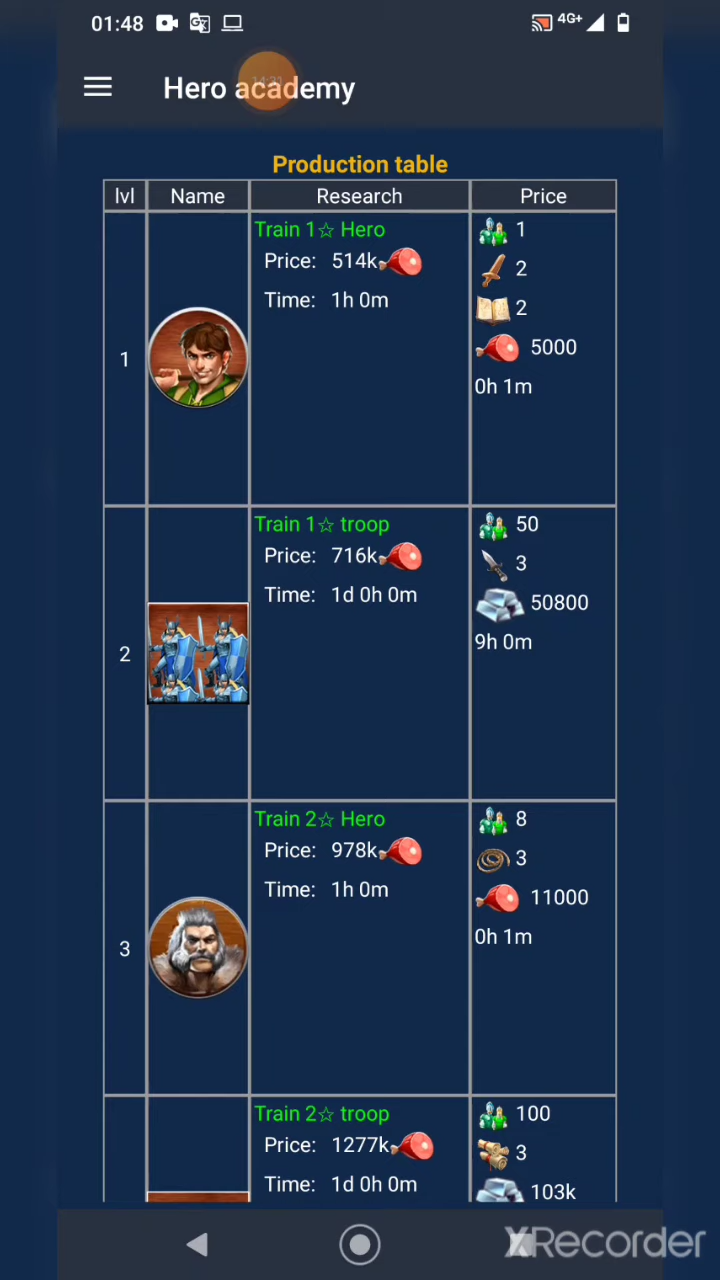 01:48
4G+
Hero academy
14:31
Production table
lvl Name Research Price
1
Train 1☆ Hero
Price: 514k
Time: 1h 0m
1
2
2
5000
0h 1m
2
Train 1☆ troop
Price: 716k
Time: 1d 0h 0m
50
3
50800
9h 0m
3
Train 2☆ Hero
Price: 978k
Time: 1h 0m
8
3
11000
0h 1m
Train 2☆ troop
Price: 1277k
Time: 1d 0h 0m
100
3
103k
XRecorder